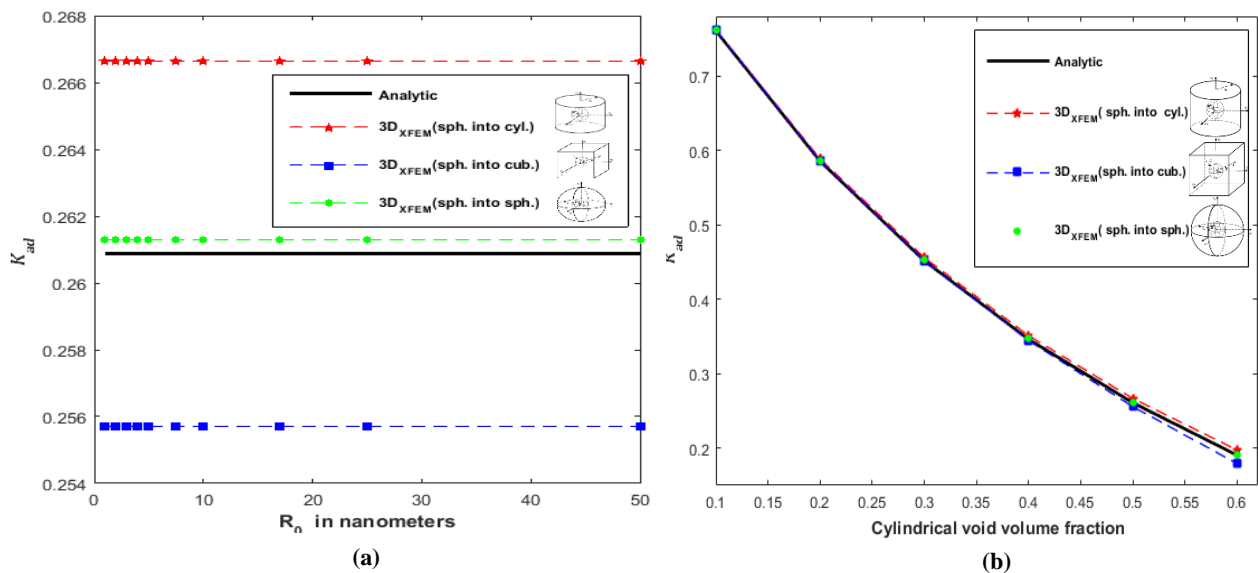 0.268
0.266
0.264
0.262
0.26
0.258
0.256
0.254
K_ad
Analytic
3D_XFEM(sph. into cyl.)
3D_XFEM(sph. into cub.)
3D_XFEM(sph. into sph.)
0 10 20 30 40 50
R_0 in nanometers
(a)
0.7
0.6
0.5
0.4
0.3
0.2
K_ad
Analytic
3D_XFEM( sph. into cyl.)
3D_XFEM(sph. into cub.)
3D_XFEM( sph. into sph.)
0.1 0.15 0.2 0.25 0.3 0.35 0.4 0.45 0.5 0.55 0.6
Cylindrical void volume fraction
(b)